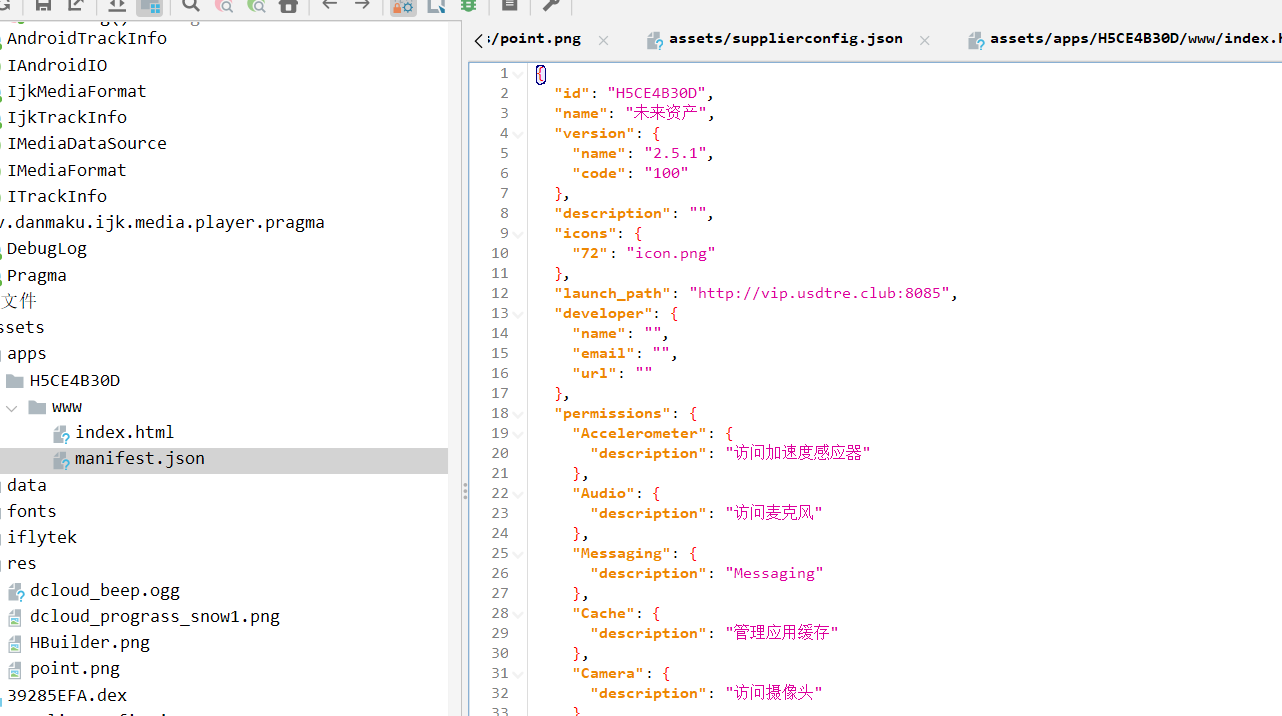 AndroidTrackInfo
IAndroidIO
IjkMediaFormat
IjkTrackInfo
IMediaDataSource
IMediaFormat
ITrackInfo
v.danmaku.ijk.media.player.pragma
DebugLog
Pragma
文件
ssets
apps
H5CE4B30D
www
index.html
manifest.json
data
fonts
iflytek
res
dcloud_beep.ogg
dcloud_prograss_snow1.png
HBuilder.png
point.png
39285EFA.dex
:/point.png
assets/supplierconfig.json
assets/apps/H5CE4B30D/www/index.h
1 {
2 "id": "H5CE4B30D",
3 "name": "未来资产",
4 "version": {
5 "name": "2.5.1",
6 "code": "100"
7 },
8 "description": "",
9 "icons": {
10 "72": "icon.png"
11 },
12 "launch_path": "http://vip.usdtre.club:8085",
13 "developer": {
14 "name": "",
15 "email": "",
16 "url": ""
17 },
18 "permissions": {
19 "Accelerometer": {
20 "description": "访问加速度感应器"
21 },
22 "Audio": {
23 "description": "访问麦克风"
24 },
25 "Messaging": {
26 "description": "Messaging"
27 },
28 "Cache": {
29 "description": "管理应用缓存"
30 },
31 "Camera": {
32 "description": "访问摄像头"
33 }